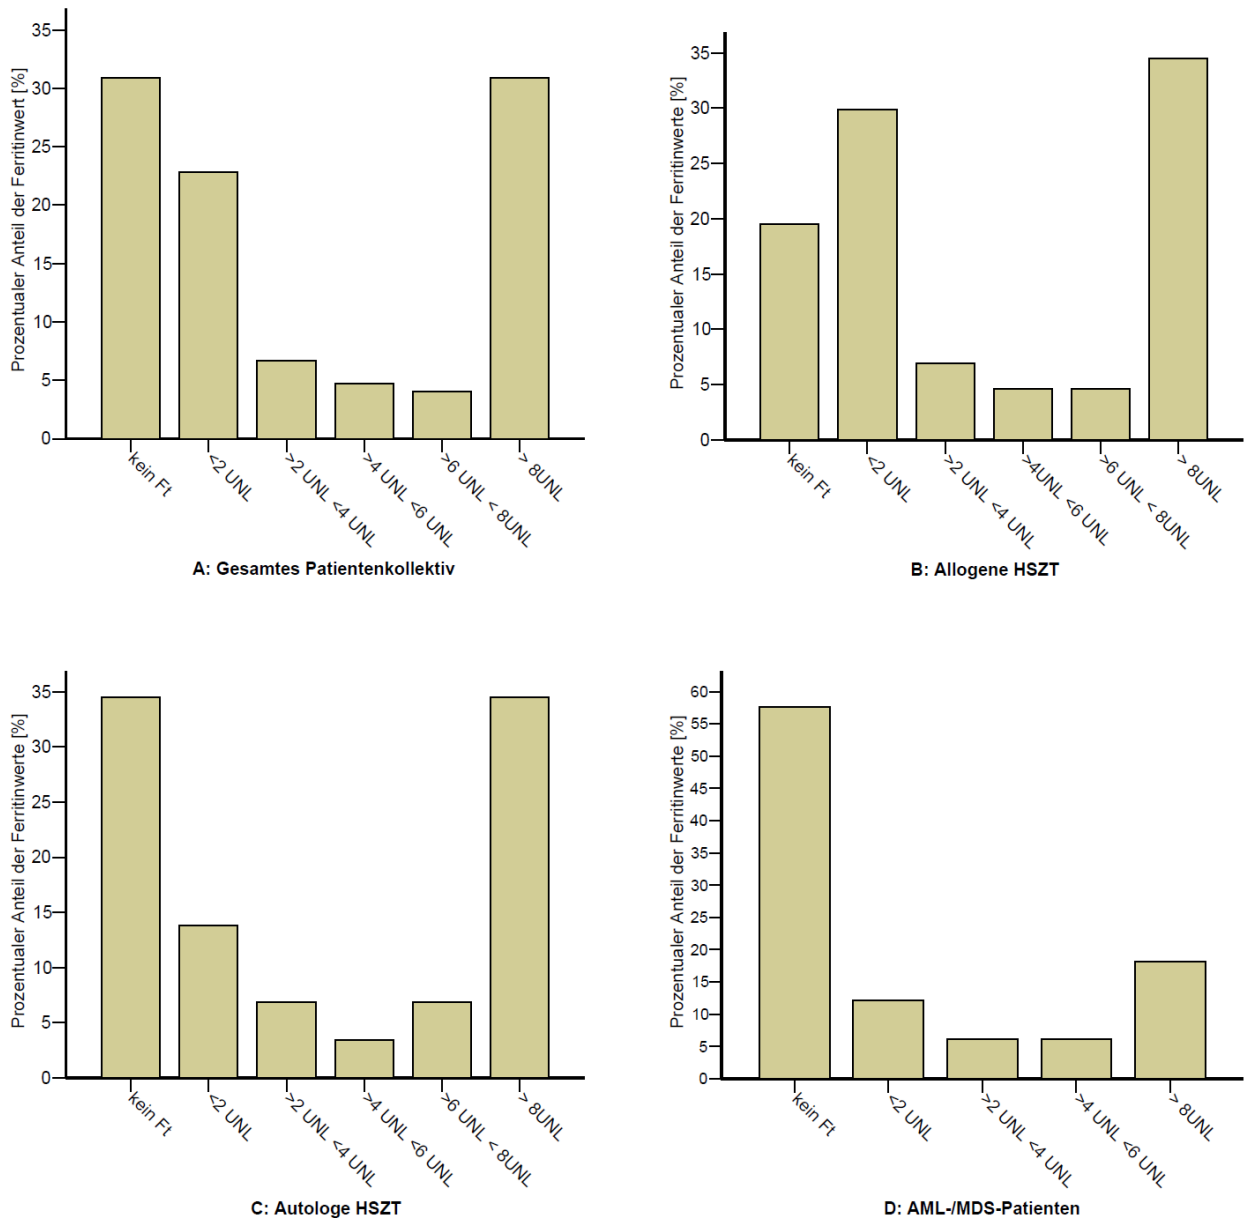 Prozentualer Anteil der Ferritinwert [%]
35
30
25
20
15
10
5
0
kein Ft
<2 UNL
>2 UNL <4 UNL
>4 UNL <6 UNL
>6 UNL < 8UNL
> 8UNL
A: Gesamtes Patientenkollektiv
Prozentualer Anteil der Ferritinwerte [%]
35
30
25
20
15
10
5
0
kein Ft
<2 UNL
>2 UNL <4 UNL
>4UNL <6 UNL
>6 UNL < 8UNL
> 8UNL
B: Allogene HSZT
Prozentualer Anteil der Ferritinwerte [%]
35
30
25
20
15
10
5
0
kein Ft
<2 UNL
>2 UNL <4 UNL
>4 UNL <6 UNL
>6 UNL < 8UNL
> 8UNL
C: Autologe HSZT
Prozentualer Anteil der Ferritinwerte [%]
60
55
50
45
40
35
30
25
20
15
10
5
0
kein Ft
<2 UNL
>2 UNL <4 UNL
>4 UNL <6 UNL
> 8UNL
D: AML-/MDS-Patienten